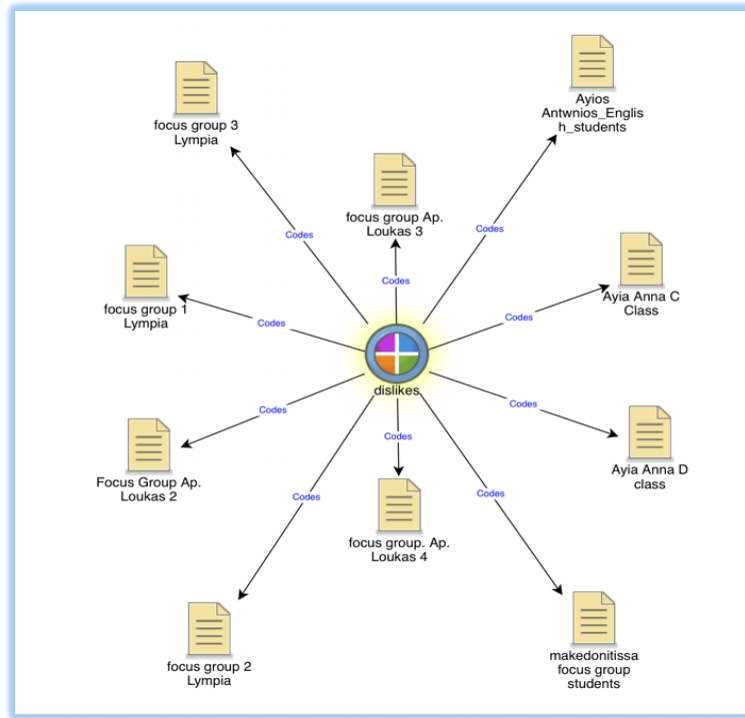 focus group 3
Lympia
Ayios
Antwnios_Englis
h_students
focus group Ap.
Loukas 3
Codes
Codes
Codes
focus group 1
Lympia
Ayia Anna C
Class
Codes
Codes
dislikes
Codes
Codes
Codes
Focus Group Ap.
Loukas 2
Ayia Anna D
class
Codes
Codes
focus group. Ap.
Loukas 4
focus group 2
Lympia
makedonitissa
focus group
students